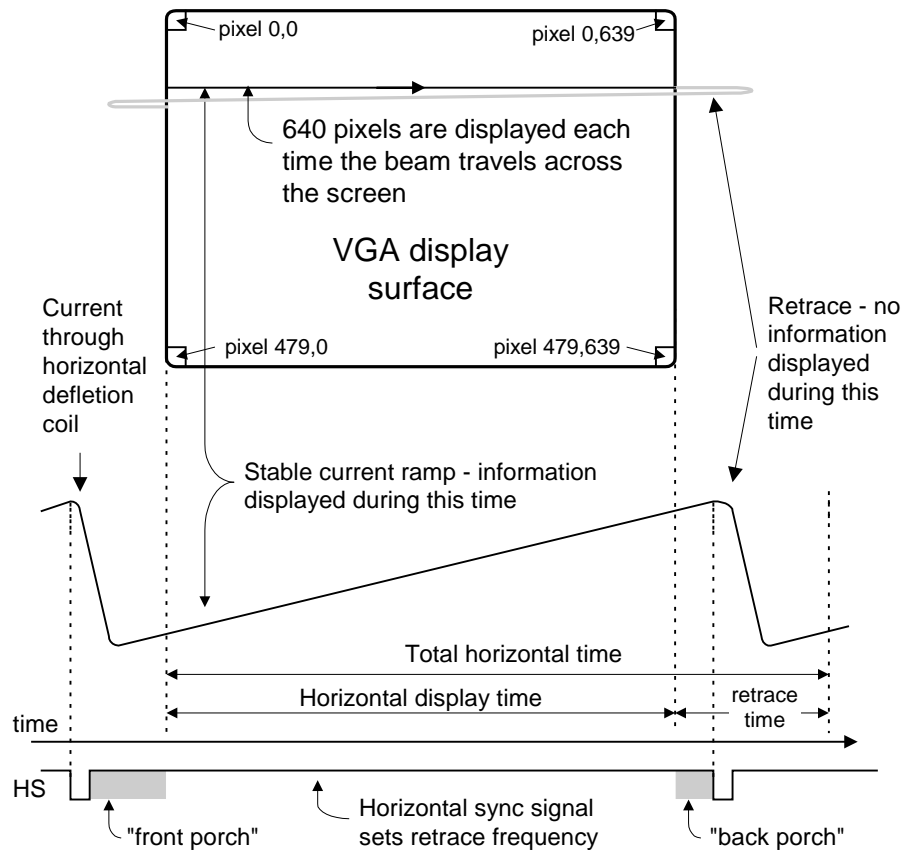 pixel 0,0
pixel 0,639
640 pixels are displayed each
time the beam travels across
the screen
VGA display
surface
pixel 479,0
pixel 479,639
Current
through
horizontal
defletion
coil
Retrace - no
information
displayed
during this
time
Stable current ramp - information
displayed during this time
Total horizontal time
Horizontal display time
retrace
time
time
HS
"front porch"
Horizontal sync signal
sets retrace frequency
"back porch"